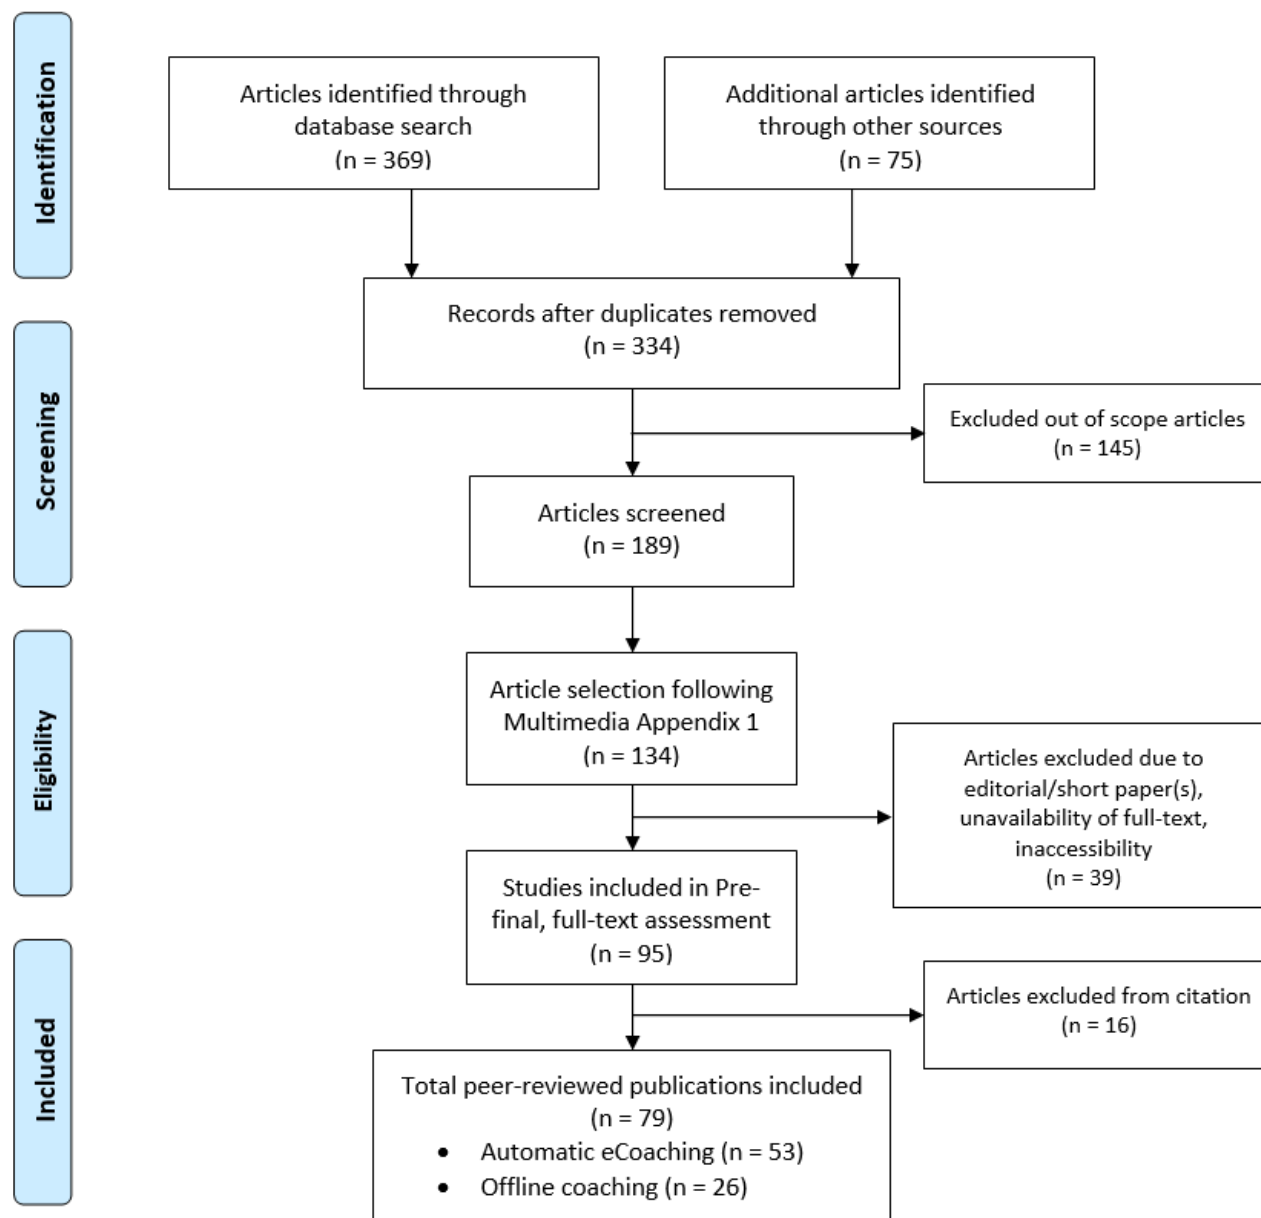 Identification
Articles identified through
database search
(n = 369)
Additional articles identified
through other sources
(n = 75)
Records after duplicates removed
(n = 334)
Screening
Excluded out of scope articles
(n = 145)
Articles screened
(n = 189)
Eligibility
Article selection following
Multimedia Appendix 1
(n = 134)
Articles excluded due to
editorial/short paper(s),
unavailability of full-text,
inaccessibility
(n = 39)
Studies included in Pre-
final, full-text assessment
(n = 95)
Included
Articles excluded from citation
(n = 16)
Total peer-reviewed publications included
(n = 79)
• Automatic eCoaching (n = 53)
• Offline coaching (n = 26)